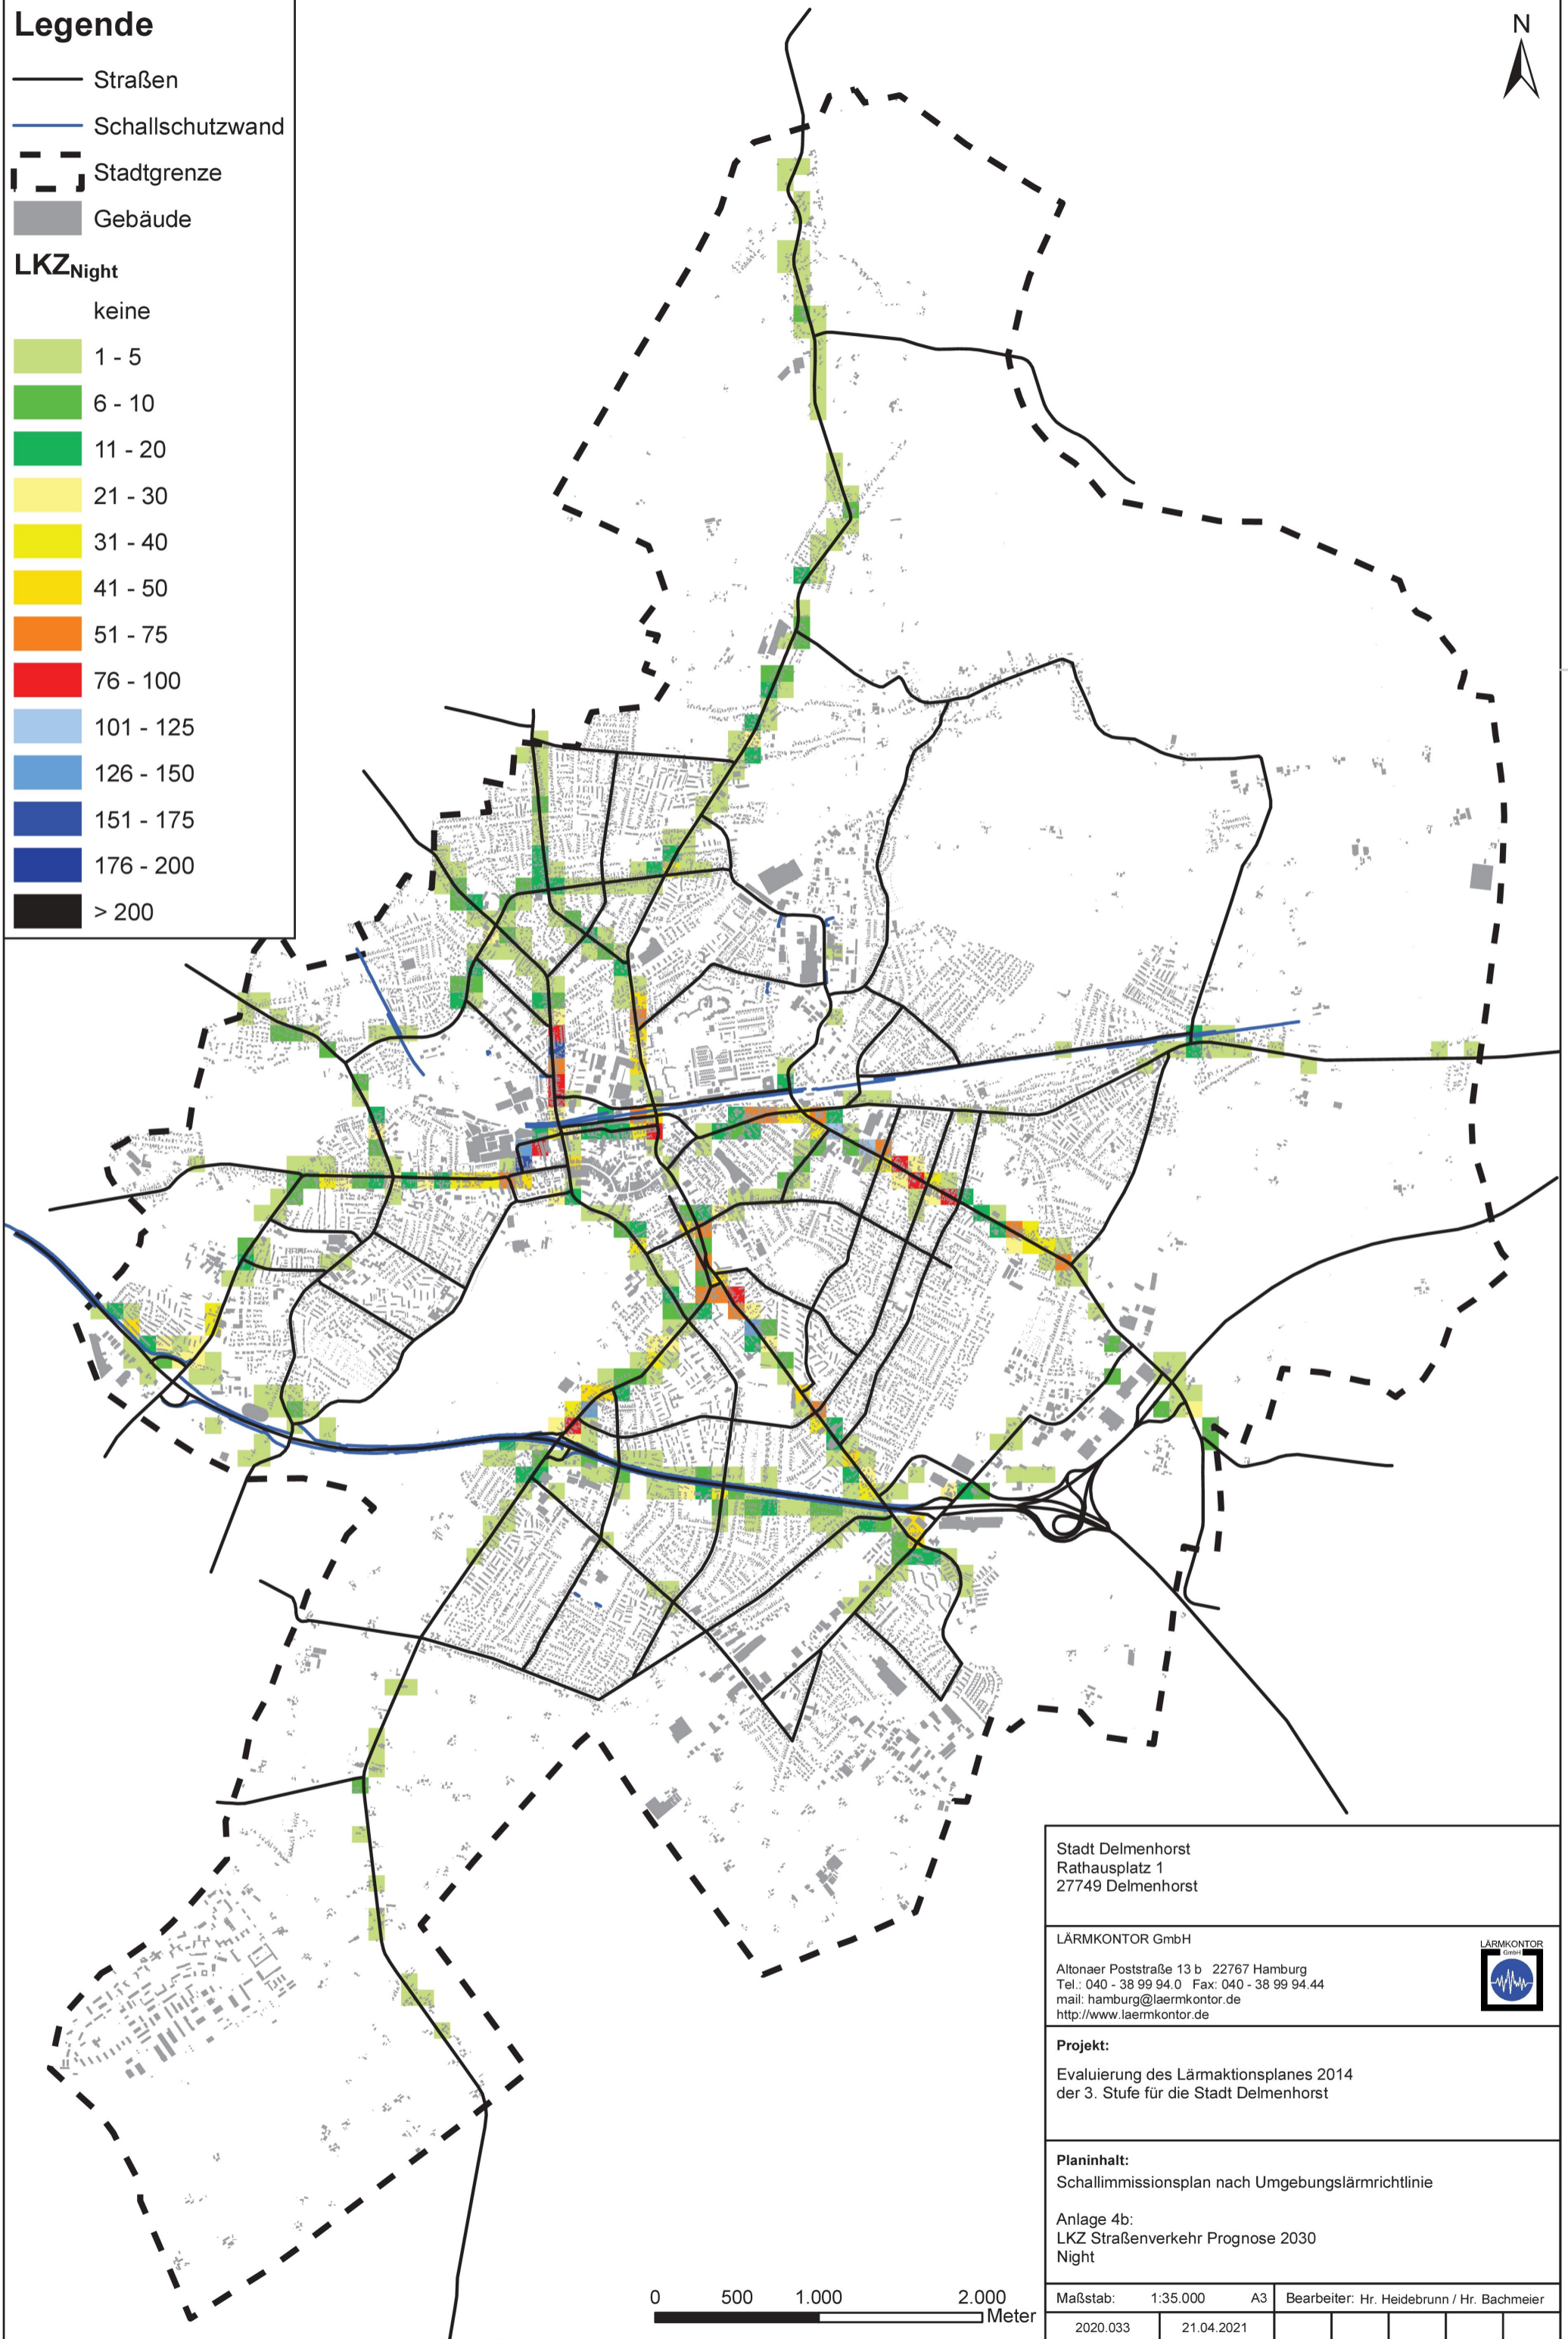 Legende
Straßen
Schallschutzwand
Stadtgrenze
Gebäude
LKZNight
keine
1 - 5
6 - 10
11 - 20
21 - 30
31 - 40
41 - 50
51 - 75
76 - 100
101 - 125
126 - 150
151 - 175
176 - 200
> 200
N
0 500 1.000 2.000
Meter
Stadt Delmenhorst
Rathausplatz 1
27749 Delmenhorst
LÄRMKONTOR GmbH
Altonaer Poststraße 13 b 22767 Hamburg
Tel.: 040 - 38 99 94.0 Fax: 040 - 38 99 94.44
mail: hamburg@laermkontor.de
http://www.laermkontor.de
LÄRMKONTOR
GmbH
Projekt:
Evaluierung des Lärmaktionsplanes 2014
der 3. Stufe für die Stadt Delmenhorst
Planinhalt:
Schallimmissionsplan nach Umgebungslärmrichtlinie
Anlage 4b:
LKZ Straßenverkehr Prognose 2030
Night
Maßstab: 1:35.000 A3 Bearbeiter: Hr. Heidebrunn / Hr. Bachmeier
2020.033 21.04.2021